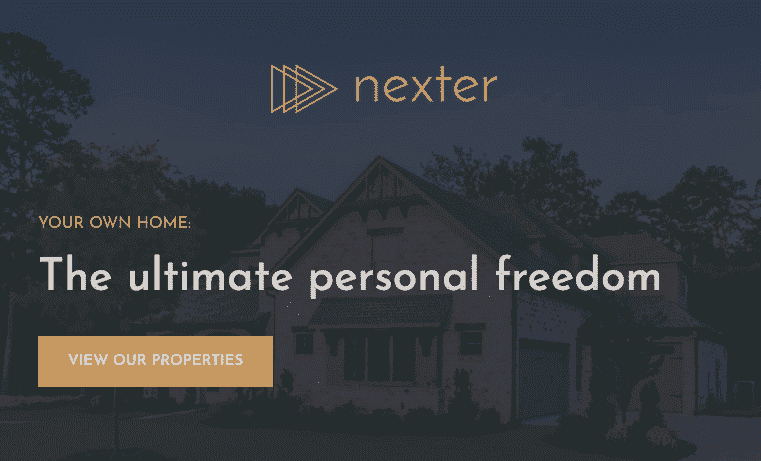 nexter
YOUR OWN HOME:
The ultimate personal freedom
VIEW OUR PROPERTIES